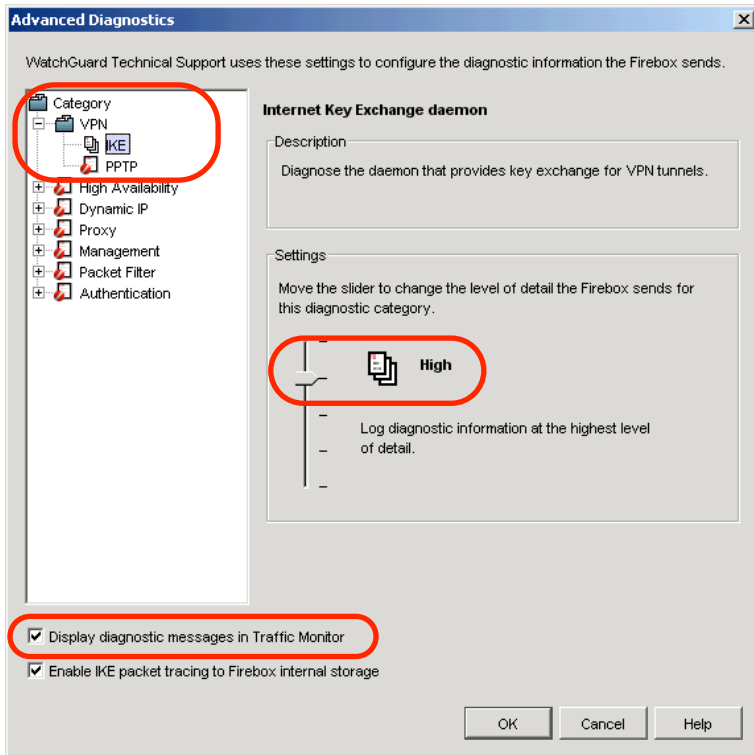 Advanced Diagnostics
WatchGuard Technical Support uses these settings to configure the diagnostic information the Firebox sends.
Category
VPN
IKE
PPTP
High Availability
Dynamic IP
Proxy
Management
Packet Filter
Authentication
Internet Key Exchange daemon
Description
Diagnose the daemon that provides key exchange for VPN tunnels.
Settings
Move the slider to change the level of detail the Firebox sends for
this diagnostic category.
High
Log diagnostic information at the highest level
of detail.
Display diagnostic messages in Traffic Monitor
Enable IKE packet tracing to Firebox internal storage
OK
Cancel
Help